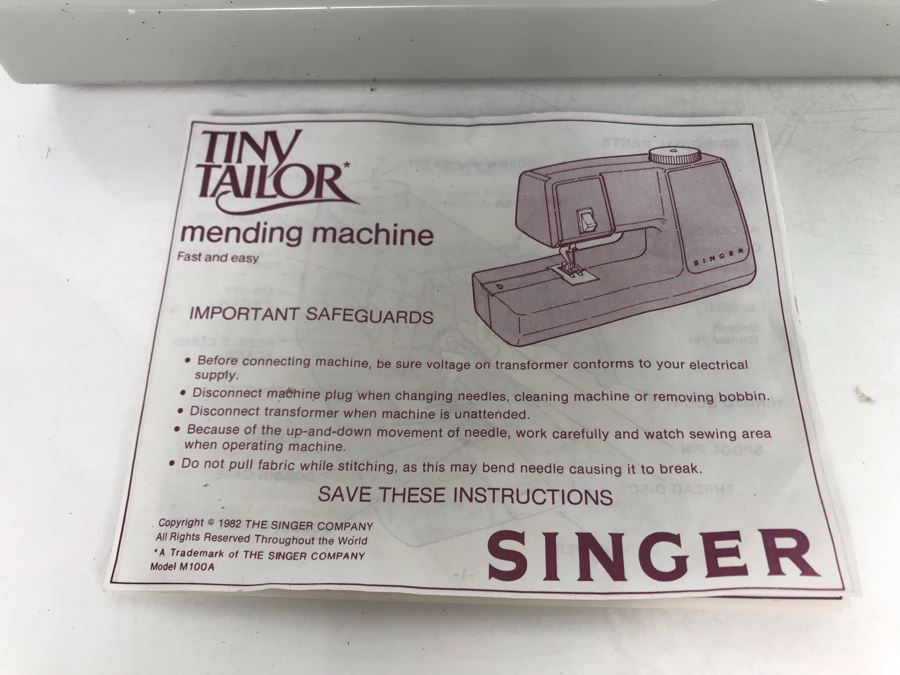 TINY
TAILOR*
mending machine
Fast and easy
SINGER
IMPORTANT SAFEGUARDS
• Before connecting machine, be sure voltage on transformer conforms to your electrical
supply.
• Disconnect machine plug when changing needles, cleaning machine or removing bobbin.
• Disconnect transformer when machine is unattended.
• Because of the up-and-down movement of needle, work carefully and watch sewing area
when operating machine.
• Do not pull fabric while stitching, as this may bend needle causing it to break.
SAVE THESE INSTRUCTIONS
Copyright © 1982 THE SINGER COMPANY
All Rights Reserved Throughout the World
*A Trademark of THE SINGER COMPANY
Model M100A
SINGER